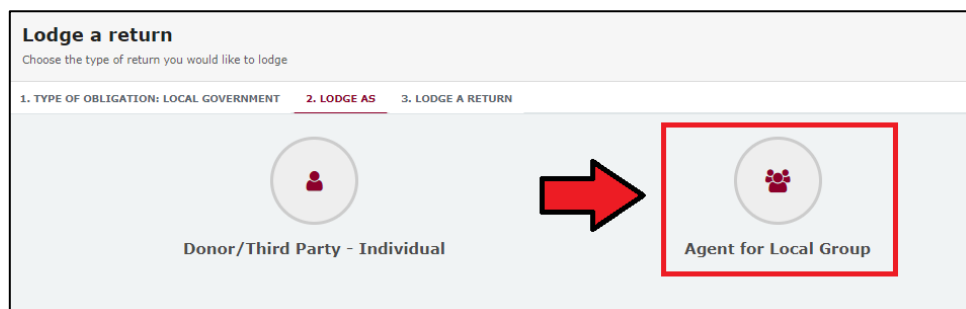 Lodge a return
Choose the type of return you would like to lodge
1. TYPE OF OBLIGATION: LOCAL GOVERNMENT 2. LODGE AS 3. LODGE A RETURN
Donor/Third Party - Individual Agent for Local Group